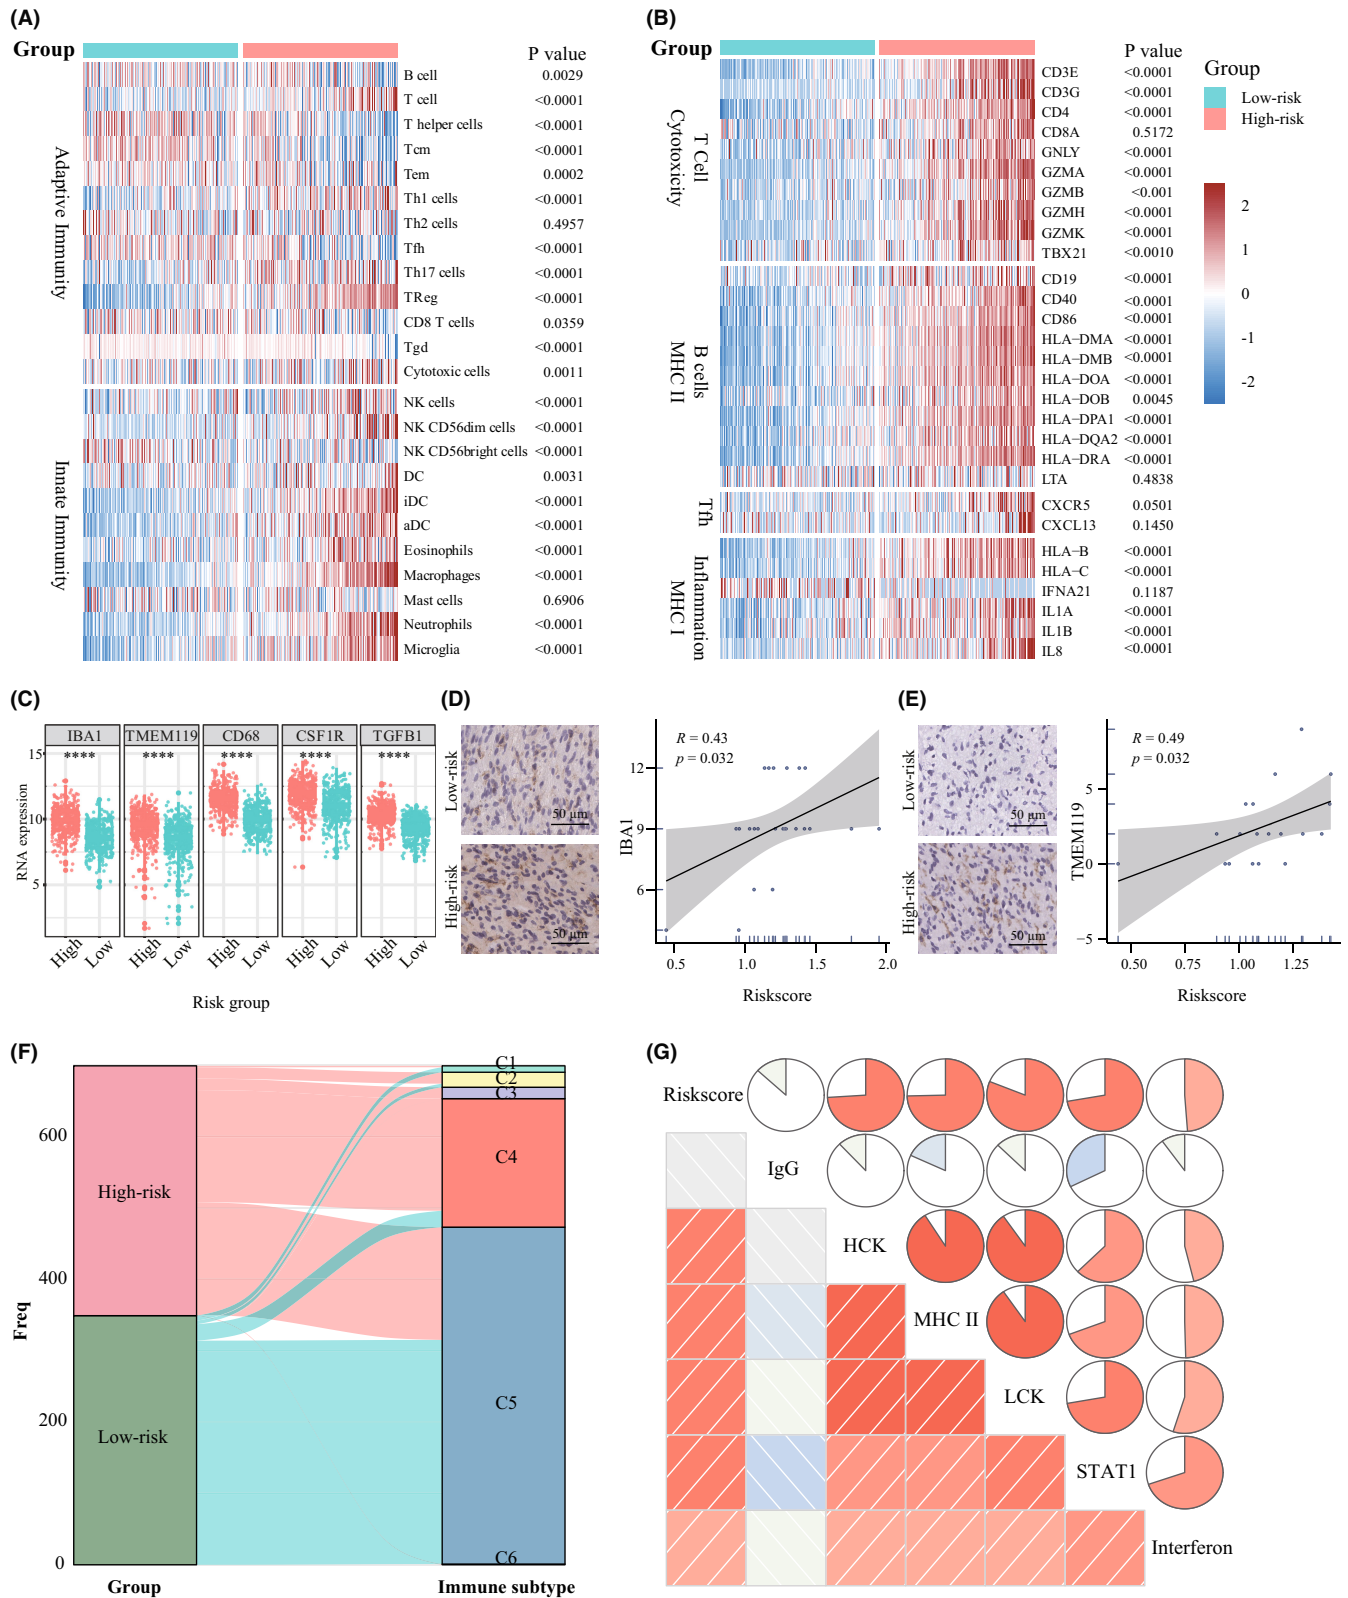 (A)
Group
P value
Adaptive Immunity
B cell 0.0029
T cell <0.0001
T helper cells <0.0001
Tcm <0.0001
Tem 0.0002
Th1 cells <0.0001
Th2 cells 0.4957
Tfh <0.0001
Th17 cells <0.0001
TReg <0.0001
CD8 T cells 0.0359
Tgd <0.0001
Cytotoxic cells 0.0011
Innate Immunity
NK cells <0.0001
NK CD56dim cells <0.0001
NK CD56bright cells <0.0001
DC 0.0031
iDC <0.0001
aDC <0.0001
Eosinophils <0.0001
Macrophages <0.0001
Mast cells 0.6906
Neutrophils <0.0001
Microglia <0.0001
(B)
Group
P value
T Cell
Cytotoxicity
CD3E <0.0001
CD3G <0.0001
CD4 <0.0001
CD8A 0.5172
GNLY <0.0001
GZMA <0.0001
GZMB <0.001
GZMH <0.0001
GZMK <0.0001
TBX21 <0.0010
B cells
MHC II
CD19 <0.0001
CD40 <0.0001
CD86 <0.0001
HLA−DMA <0.0001
HLA−DMB <0.0001
HLA−DOA <0.0001
HLA−DOB 0.0045
HLA−DPA1 <0.0001
HLA−DQA2 <0.0001
HLA−DRA <0.0001
LTA 0.4838
Tfh
CXCR5 0.0501
CXCL13 0.1450
Inflammation
MHC I
HLA−B <0.0001
HLA−C <0.0001
IFNA21 0.1187
IL1A <0.0001
IL1B <0.0001
IL8 <0.0001
Group
Low-risk
High-risk
2
1
0
-1
-2
(C)
IBA1 TMEM119 CD68 CSF1R TGFB1
**** **** **** **** ****
RNA expression
15
10
5
High Low High Low High Low High Low High Low
Risk group
(D)
Low-risk
50 µm
High-risk
50 µm
R = 0.43
p = 0.032
IBA1
12
9
6
0.5 1.0 1.5 2.0
Riskscore
(E)
Low-risk
50 µm
High-risk
50 µm
R = 0.49
p = 0.032
TMEM119
5
0
−5
0.50 0.75 1.00 1.25
Riskscore
(F)
Freq
600
400
200
0
High-risk
Low-risk
C1
C2
C3
C4
C5
C6
Group
Immune subtype
(G)
Riskscore
IgG
HCK
MHC II
LCK
STAT1
Interferon